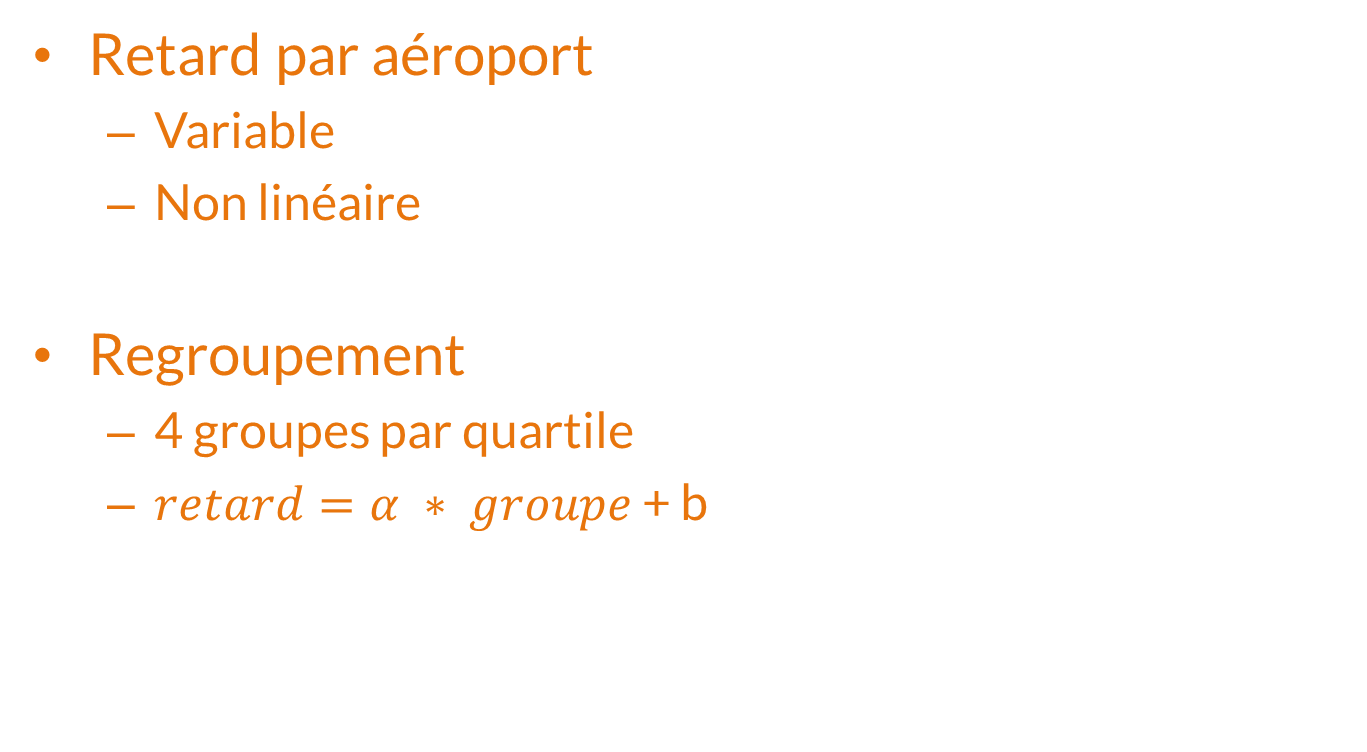 • Retard par aéroport
– Variable
– Non linéaire
• Regroupement
– 4 groupes par quartile
– 𝑟𝑒𝑡𝑎𝑟𝑑 = 𝛼 ∗ 𝑔𝑟𝑜𝑢𝑝𝑒 + b